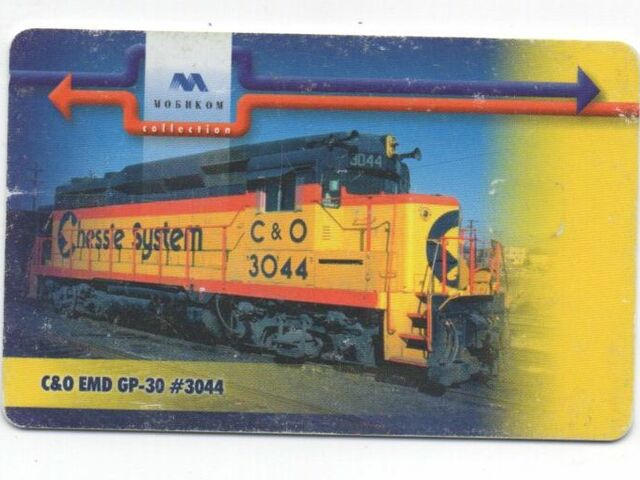 МОБИКОМ
collection
3044
Chessie System
C & O
3044
C&O EMD GP-30 #3044